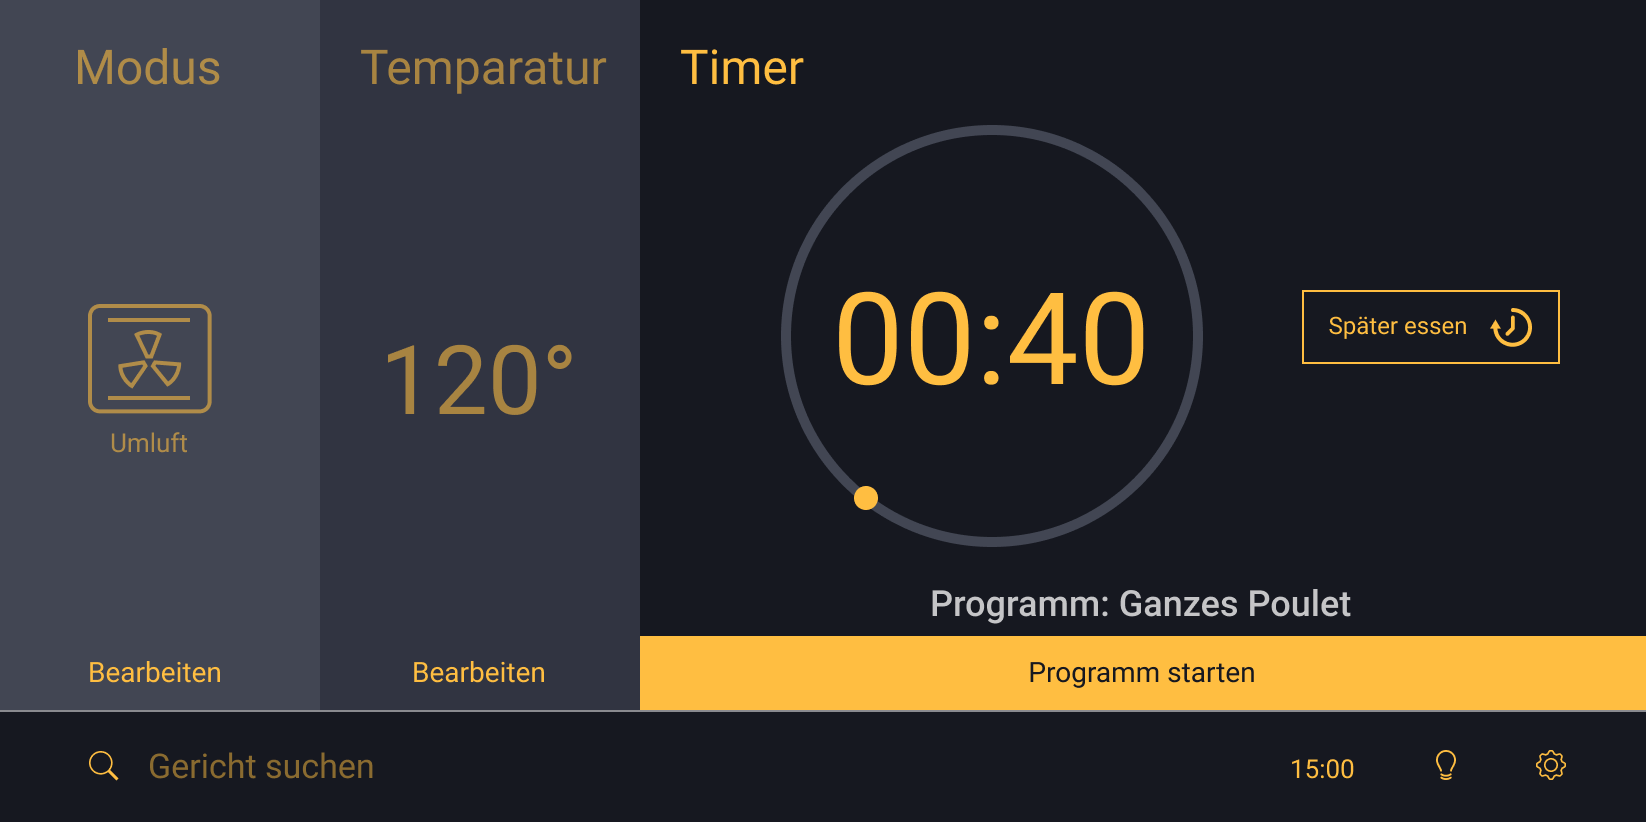 Modus
Temparatur
Timer
00:40
Später essen
120°
Umluft
Programm: Ganzes Poulet
Bearbeiten
Bearbeiten
Programm starten
Gericht suchen
15:00